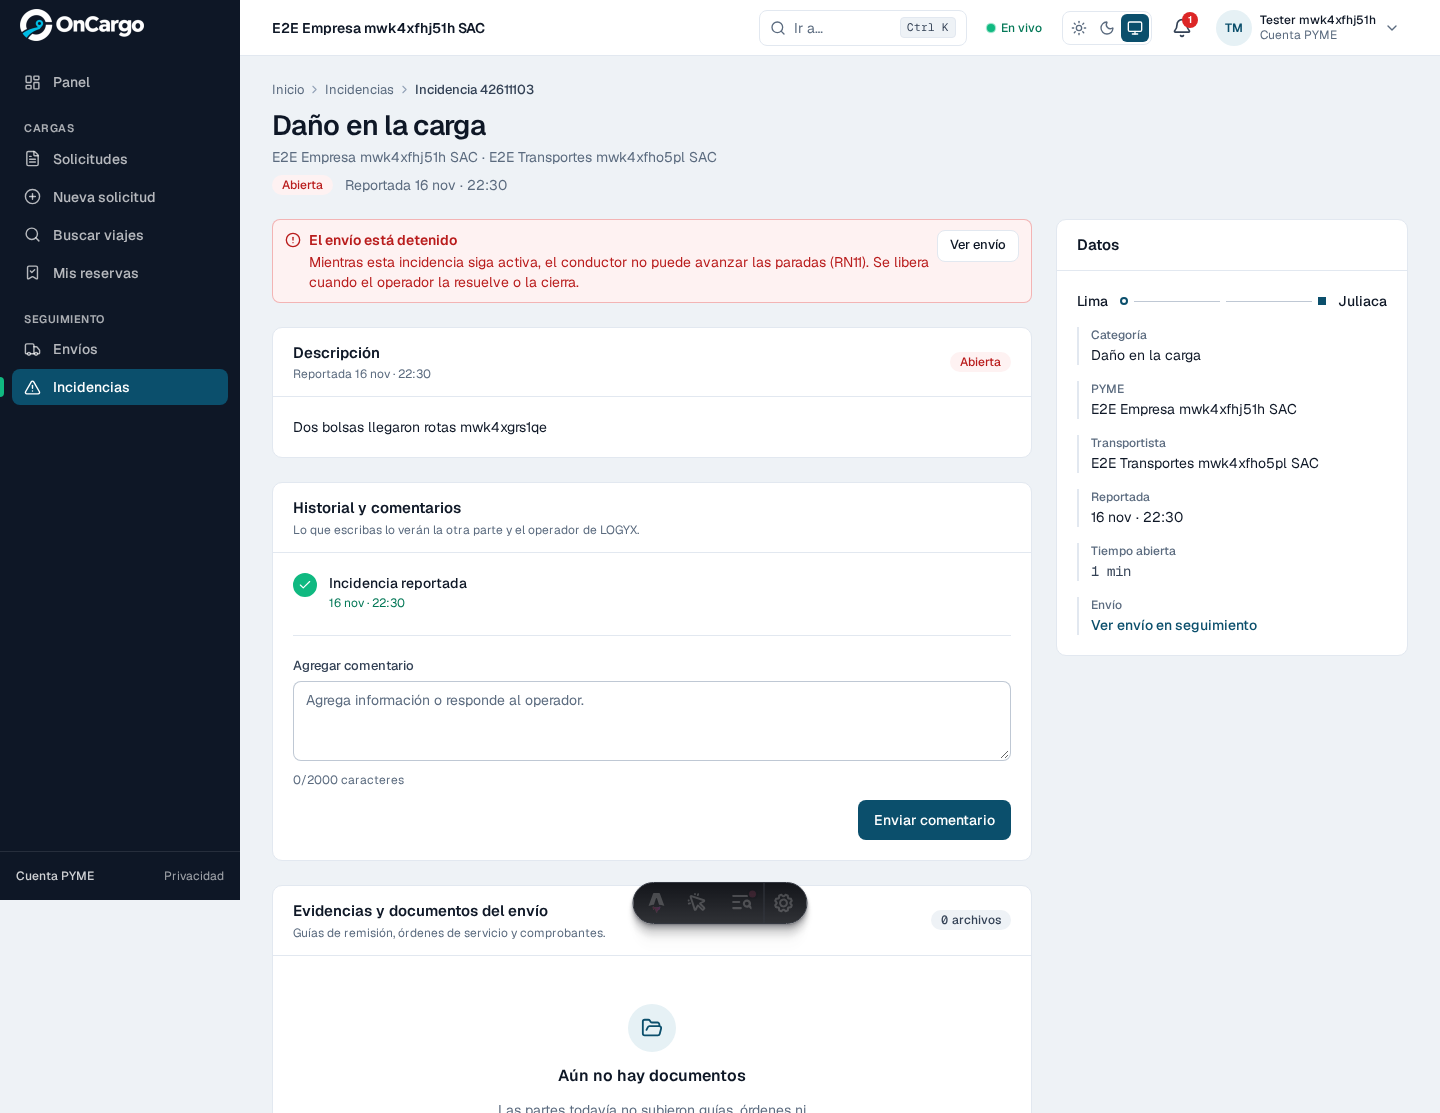 OnCargo
Panel
CARGAS
Solicitudes
Nueva solicitud
Buscar viajes
Mis reservas
SEGUIMIENTO
Envíos
Incidencias
Cuenta PYME
Privacidad
E2E Empresa mwk4xfhj51h SAC
Ir a...
Ctrl K
En vivo
1
TM
Tester mwk4xfhj51h
Cuenta PYME
Inicio
Incidencias
Incidencia 42611103
Daño en la carga
E2E Empresa mwk4xfhj51h SAC · E2E Transportes mwk4xfho5pl SAC
Abierta
Reportada 16 nov · 22:30
El envío está detenido
Mientras esta incidencia siga activa, el conductor no puede avanzar las paradas (RN11). Se libera
cuando el operador la resuelve o la cierra.
Ver envío
Descripción
Reportada 16 nov · 22:30
Abierta
Dos bolsas llegaron rotas mwk4xgrs1qe
Historial y comentarios
Lo que escribas lo verán la otra parte y el operador de LOGYX.
Incidencia reportada
16 nov · 22:30
Agregar comentario
Agrega información o responde al operador.
0/2000 caracteres
Enviar comentario
Evidencias y documentos del envío
Guías de remisión, órdenes de servicio y comprobantes.
0 archivos
Aún no hay documentos
Las partes todavía no subieron guías, órdenes ni
Datos
Lima
Juliaca
Categoría
Daño en la carga
PYME
E2E Empresa mwk4xfhj51h SAC
Transportista
E2E Transportes mwk4xfho5pl SAC
Reportada
16 nov · 22:30
Tiempo abierta
1 min
Envío
Ver envío en seguimiento